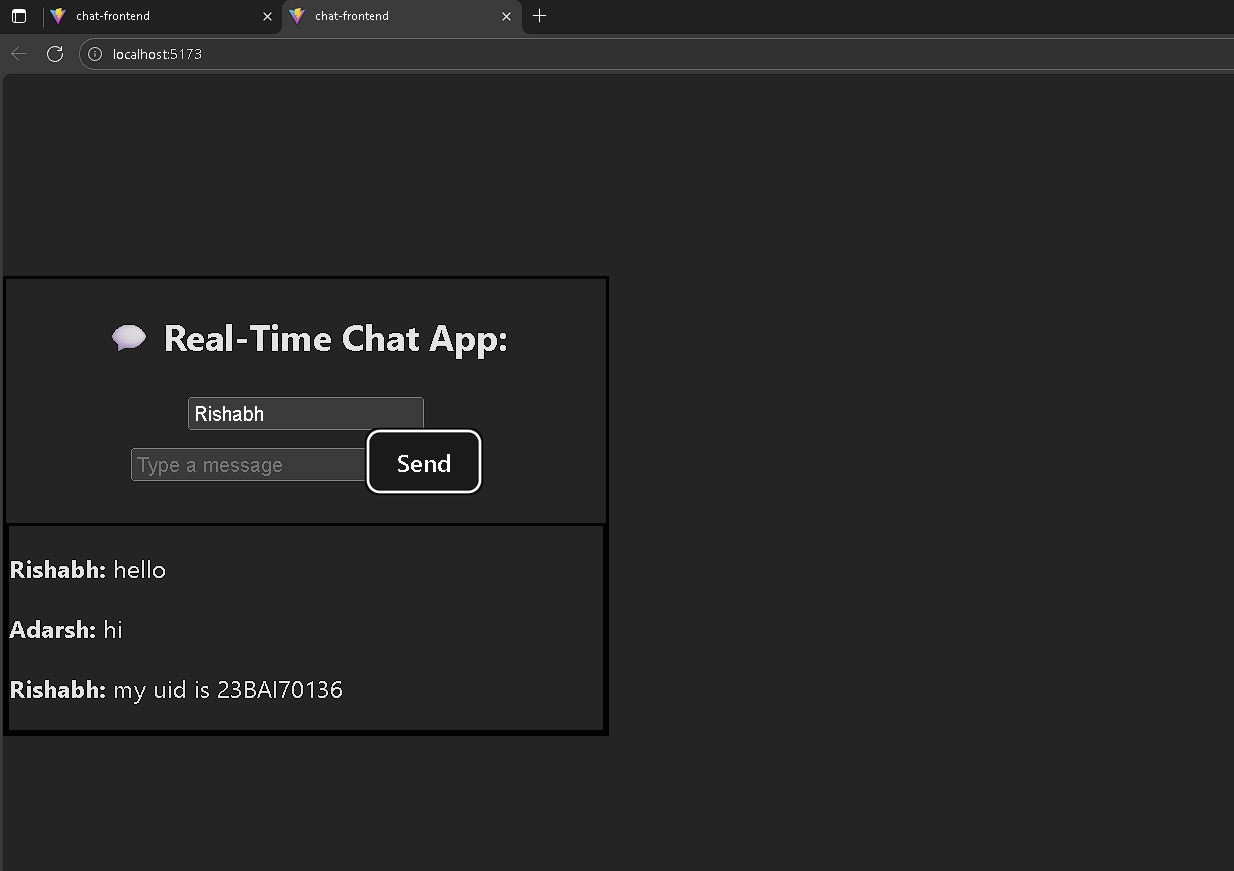 chat-frontend
chat-frontend
localhost:5173
Real-Time Chat App:
Rishabh
Type a message
Send
Rishabh: hello
Adarsh: hi
Rishabh: my uid is 23BAI70136